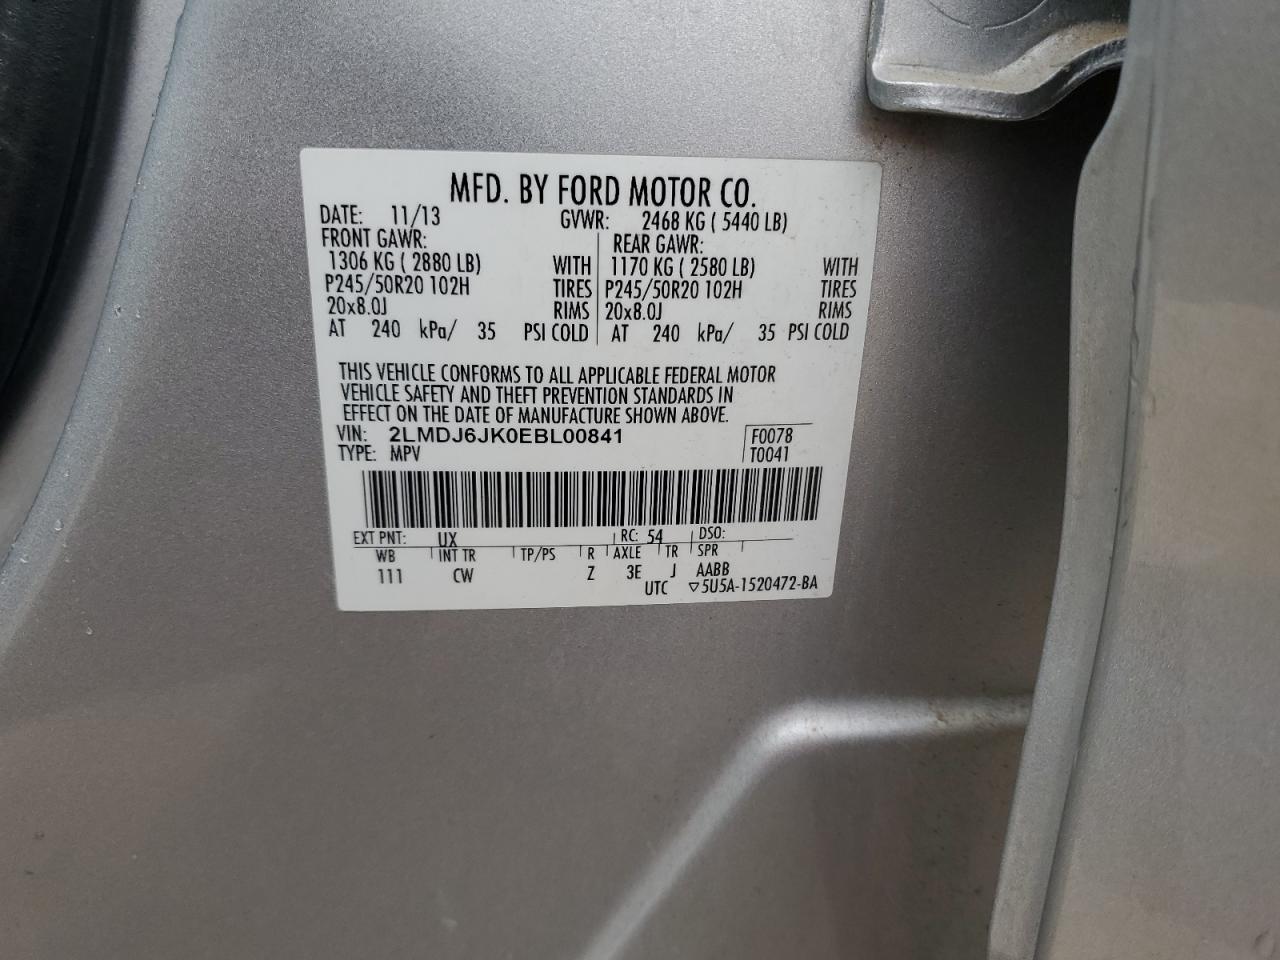 MFD. BY FORD MOTOR CO.
DATE: 11/13 GVWR: 2468 KG ( 5440 LB)
FRONT GAWR: REAR GAWR:
1306 KG ( 2880 LB) WITH 1170 KG ( 2580 LB) WITH
P245/50R20 102H TIRES P245/50R20 102H TIRES
20x8.0J RIMS 20x8.0J RIMS
AT 240 kPa/ 35 PSI COLD AT 240 kPa/ 35 PSI COLD
THIS VEHICLE CONFORMS TO ALL APPLICABLE FEDERAL MOTOR
VEHICLE SAFETY AND THEFT PREVENTION STANDARDS IN
EFFECT ON THE DATE OF MANUFACTURE SHOWN ABOVE.
VIN: 2LMDJ6JK0EBL00841 F0078
TYPE: MPV T0041
EXT PNT: UX RC: 54 DSO:
WB INT TR TP/PS R AXLE TR SPR
111 CW Z 3E J AABB
UTC ▽5U5A-1520472-BA